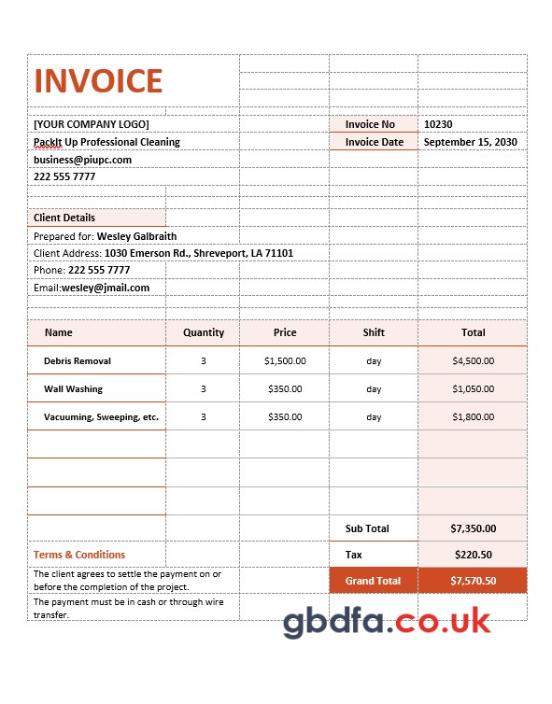 INVOICE
[YOUR COMPANY LOGO]
Invoice No 10230
PackIt Up Professional Cleaning
Invoice Date September 15, 2030
business@piupc.com
222 555 7777
Client Details
Prepared for: Wesley Galbraith
Client Address: 1030 Emerson Rd., Shreveport, LA 71101
Phone: 222 555 7777
Email:wesley@jmail.com
Name Quantity Price Shift Total
Debris Removal 3 $1,500.00 day $4,500.00
Wall Washing 3 $350.00 day $1,050.00
Vacuuming, Sweeping, etc. 3 $350.00 day $1,800.00
Sub Total $7,350.00
Terms & Conditions Tax $220.50
The client agrees to settle the payment on or
before the completion of the project.
Grand Total $7,570.50
The payment must be in cash or through wire
transfer.
gbdfa.co.uk